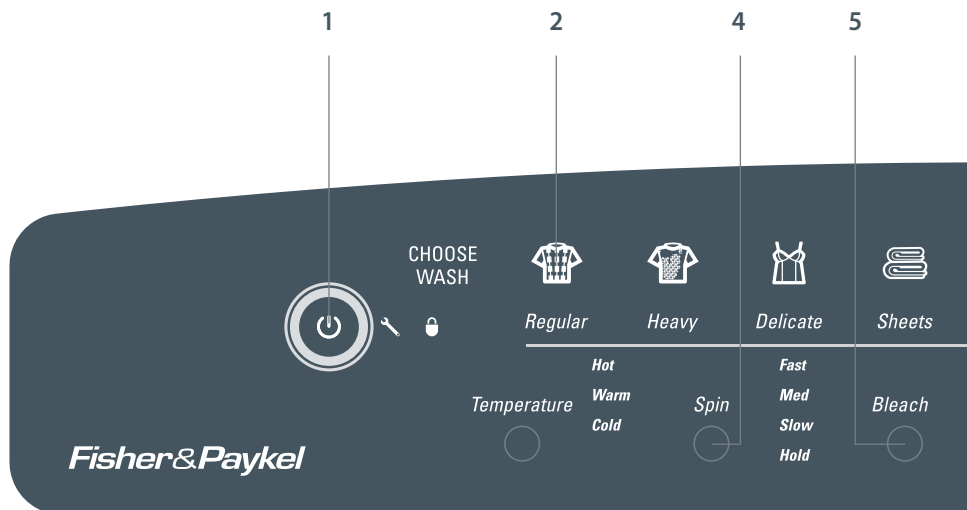 1 2 4 5
CHOOSE
WASH
Regular Heavy Delicate Sheets
Hot Fast
Temperature Warm Spin Med Bleach
Cold Slow
Hold
Fisher&Paykel